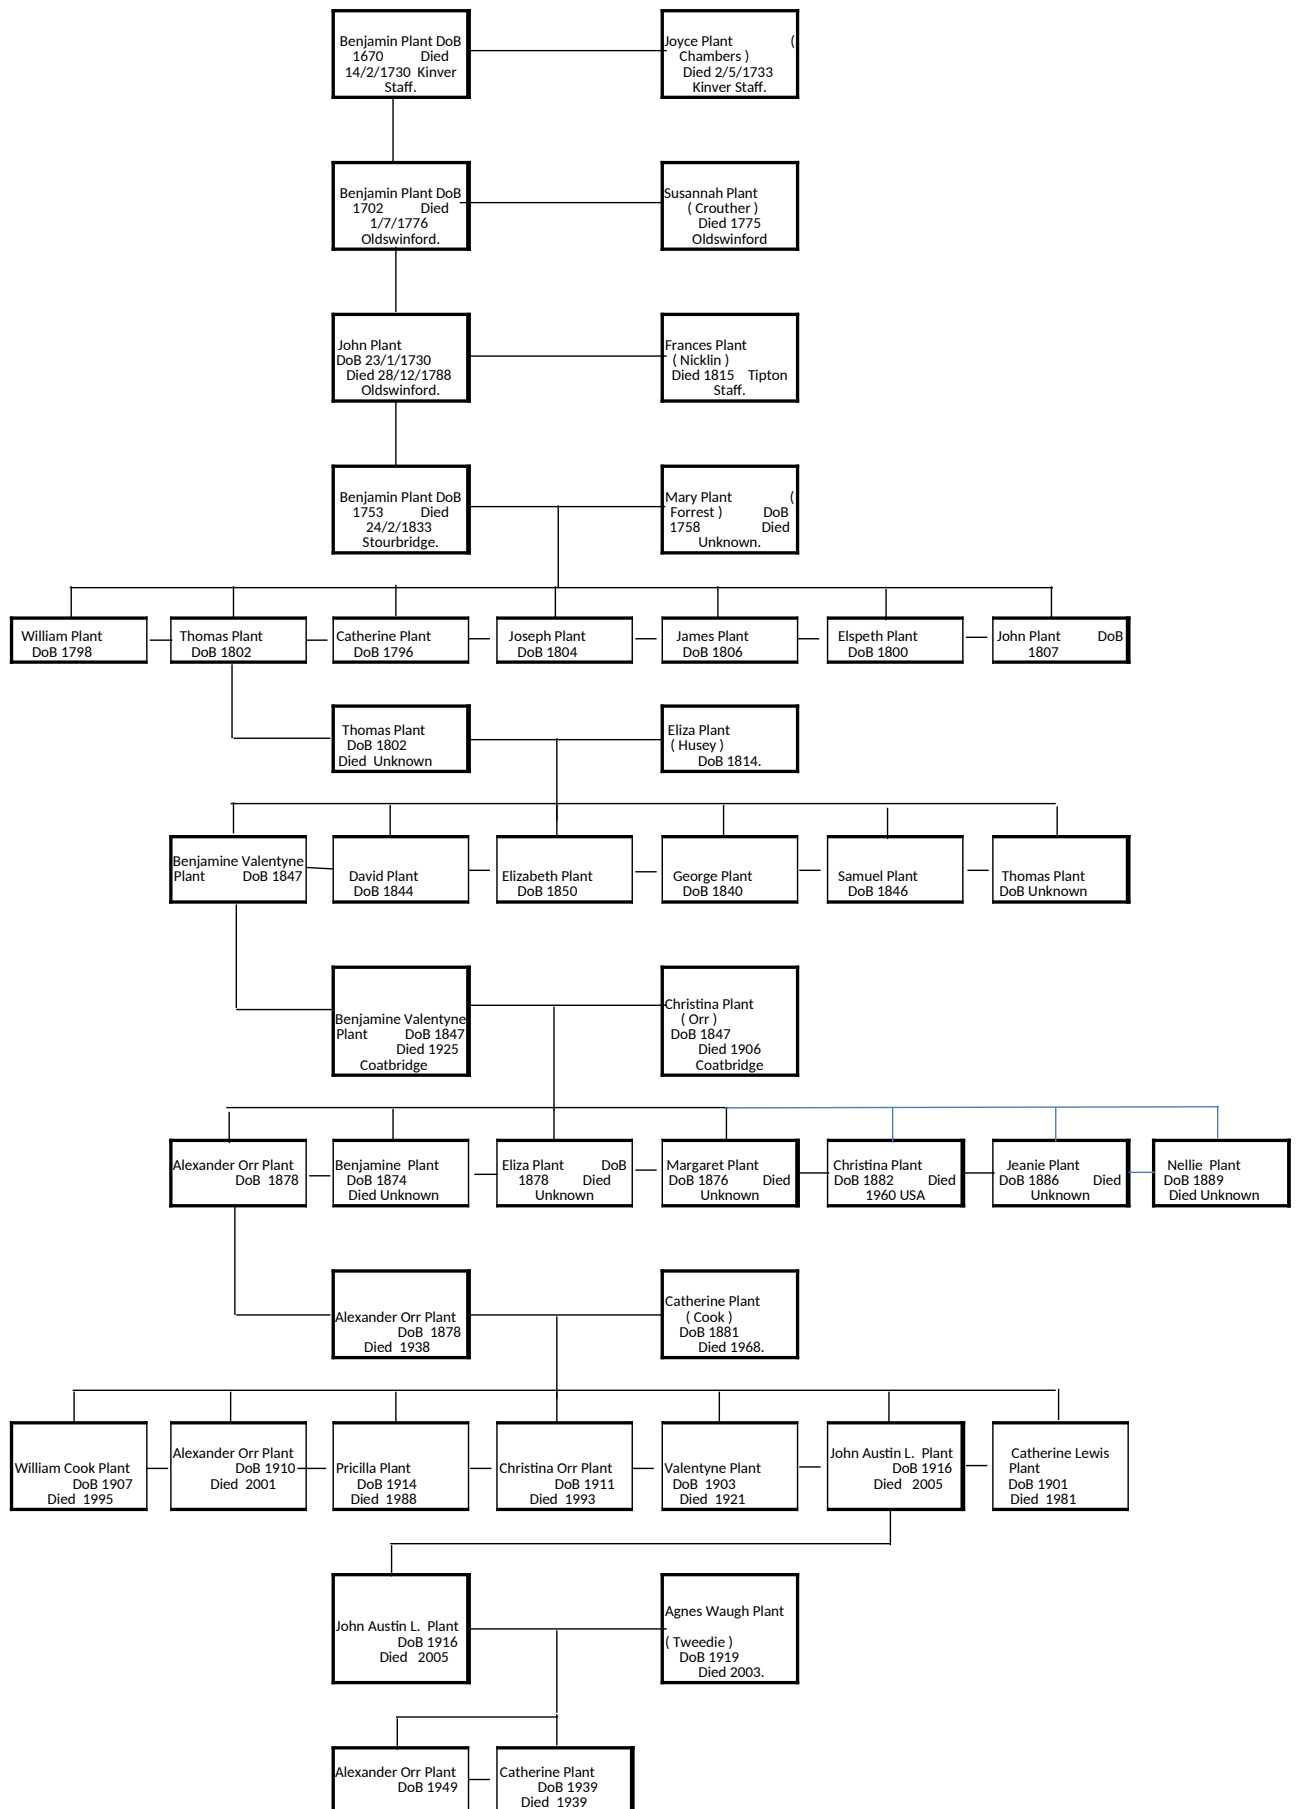 Benjamin Plant DoB
1670 Died
14/2/1730 Kinver
Staff.
Joyce Plant (
Chambers )
Died 2/5/1733
Kinver Staff.
Benjamin Plant DoB
1702 Died
1/7/1776
Oldswinford.
Susannah Plant
( Crouther )
Died 1775
Oldswinford
John Plant
DoB 23/1/1730
Died 28/12/1788
Oldswinford.
Frances Plant
( Nicklin )
Died 1815 Tipton
Staff.
Benjamin Plant DoB
1753 Died
24/2/1833
Stourbridge.
Mary Plant (
Forrest ) DoB
1758 Died
Unknown.
William Plant
DoB 1798
Thomas Plant
DoB 1802
Catherine Plant
DoB 1796
Joseph Plant
DoB 1804
James Plant
DoB 1806
Elspeth Plant
DoB 1800
John Plant DoB
1807
Thomas Plant
DoB 1802
Died Unknown
Eliza Plant
( Husey )
DoB 1814.
Benjamine Valentyne
Plant DoB 1847
David Plant
DoB 1844
Elizabeth Plant
DoB 1850
George Plant
DoB 1840
Samuel Plant
DoB 1846
Thomas Plant
DoB Unknown
Benjamine Valentyne
Plant DoB 1847
Died 1925
Coatbridge
Christina Plant
( Orr )
DoB 1847
Died 1906
Coatbridge
Alexander Orr Plant
DoB 1878
Benjamine Plant
DoB 1874
Died Unknown
Eliza Plant DoB
1878 Died
Unknown
Margaret Plant
DoB 1876 Died
Unknown
Christina Plant
DoB 1882 Died
1960 USA
Jeanie Plant
DoB 1886 Died
Unknown
Nellie Plant
DoB 1889
Died Unknown
Alexander Orr Plant
DoB 1878
Died 1938
Catherine Plant
( Cook )
DoB 1881
Died 1968.
William Cook Plant
DoB 1907
Died 1995
Alexander Orr Plant
DoB 1910
Died 2001
Pricilla Plant
DoB 1914
Died 1988
Christina Orr Plant
DoB 1911
Died 1993
Valentyne Plant
DoB 1903
Died 1921
John Austin L. Plant
DoB 1916
Died 2005
Catherine Lewis
Plant
DoB 1901
Died 1981
John Austin L. Plant
DoB 1916
Died 2005
Agnes Waugh Plant
( Tweedie )
DoB 1919
Died 2003.
Alexander Orr Plant
DoB 1949
Catherine Plant
DoB 1939
Died 1939